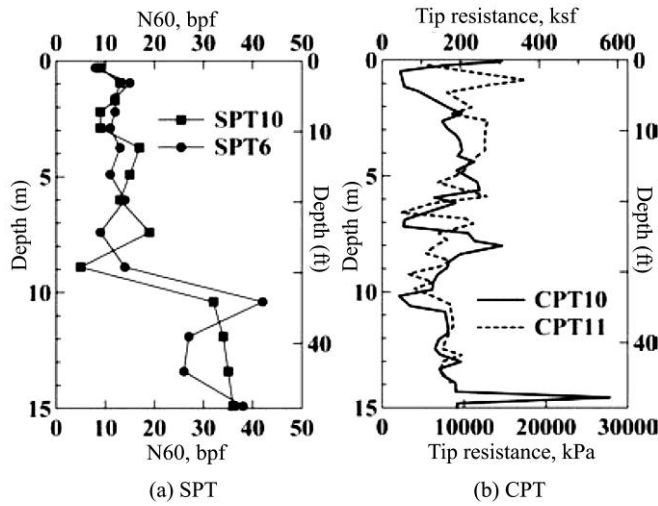 N60, bpf
0 10 20 30 40 50
Tip resistance, ksf
0 200 400 600
0
5
10
15
Depth (m)
0
10
40
Depth (ft)
SPT10
SPT6
0 10 20 30 40 50
N60, bpf
(a) SPT
0
5
10
15
Depth (m)
0
10
40
Depth (ft)
CPT10
CPT11
0 10000 20000 30000
Tip resistance, kPa
(b) CPT